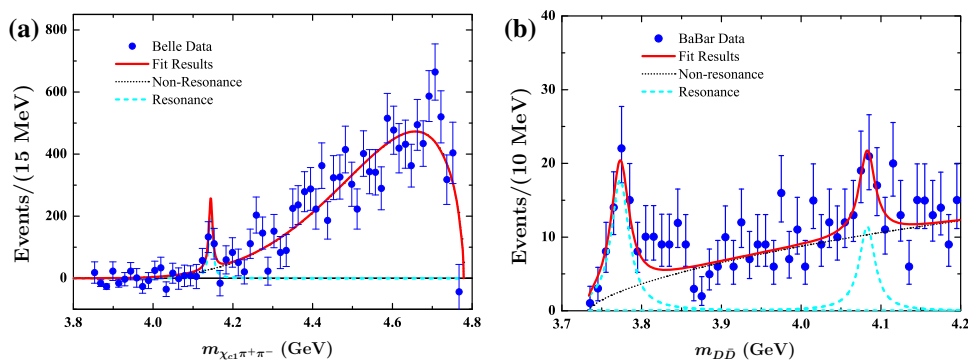 (a)
800
600
400
200
0
Events/(15 MeV)
Belle Data
Fit Results
Non-Resonance
Resonance
3.8 4.0 4.2 4.4 4.6 4.8
m_{χ_{c1}π⁺π⁻} (GeV)
(b)
40
30
20
10
0
Events/(10 MeV)
BaBar Data
Fit Results
Non-resonance
Resonance
3.7 3.8 3.9 4.0 4.1 4.2
m_{DD̄} (GeV)